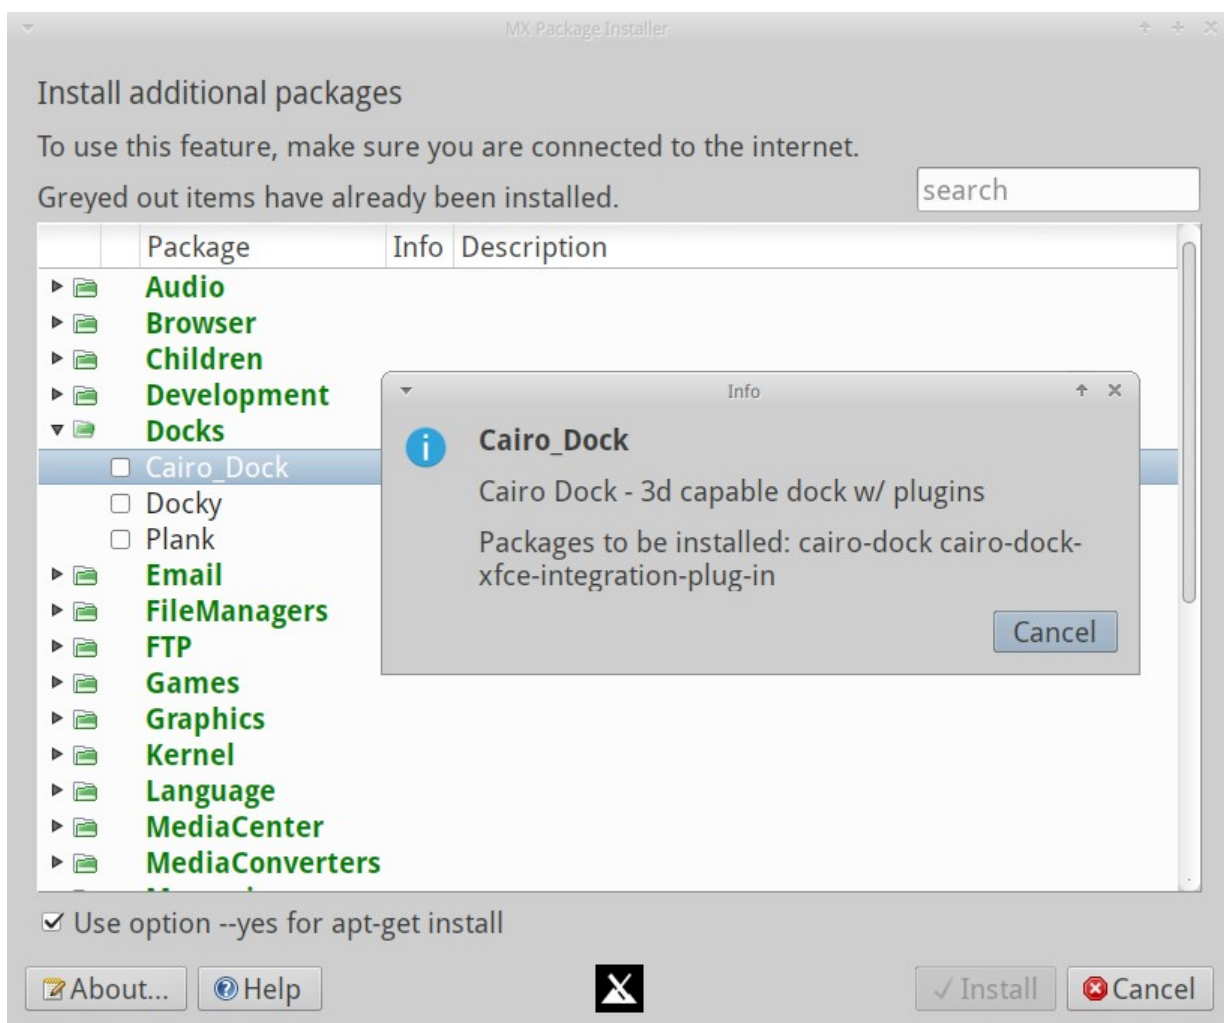 MX Package Installer
Install additional packages
To use this feature, make sure you are connected to the internet.
Greyed out items have already been installed.
search
Package Info Description
Audio
Browser
Children
Development
Docks
Cairo_Dock
Docky
Plank
Email
FileManagers
FTP
Games
Graphics
Kernel
Language
MediaCenter
MediaConverters
Info
Cairo_Dock
Cairo Dock - 3d capable dock w/ plugins
Packages to be installed: cairo-dock cairo-dock-
xfce-integration-plug-in
Cancel
Use option --yes for apt-get install
About... Help Install Cancel